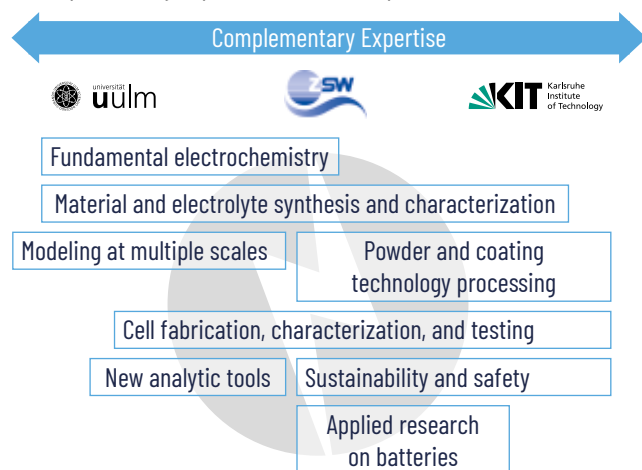 Complementary Expertise
universität
uulm
ZSW
KIT
Karlsruhe
Institute
of Technology
Fundamental electrochemistry
Material and electrolyte synthesis and characterization
Modeling at multiple scales
Powder and coating
technology processing
Cell fabrication, characterization, and testing
New analytic tools
Sustainability and safety
Applied research
on batteries